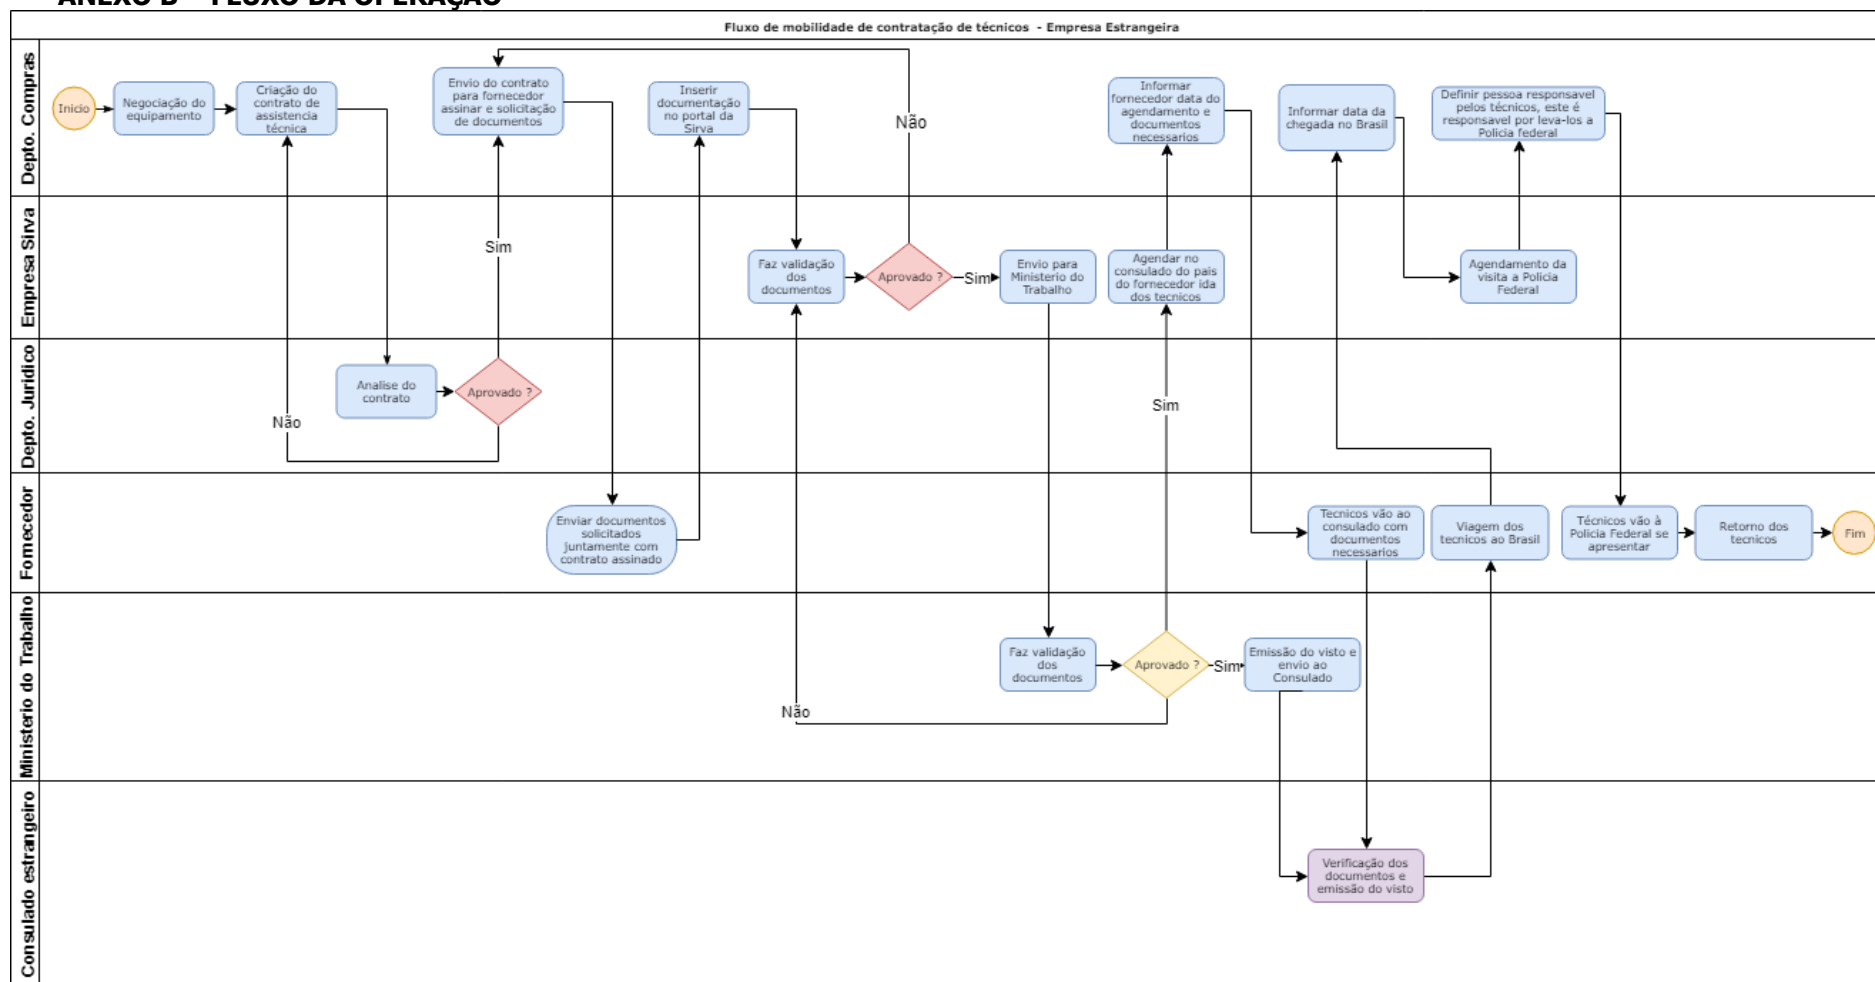 ANEXO B – FLUXO DA OPERAÇÃO
Fluxo de mobilidade de contratação de técnicos - Empresa Estrangeira
Depto. Compras
Inicio
Negociação do
equipamento
Criação do
contrato de
assistencia
técnica
Envio do contrato
para fornecedor
assinar e solicitação
de documentos
Inserir
documentação
no portal da
Sirva
Não
Informar
fornecedor data do
agendamento e
documentos
necessarios
Informar data da
chegada no Brasil
Definir pessoa responsavel
pelos técnicos, este é
responsavel por leva-los a
Policia federal
Empresa Sirva
Sim
Faz validação
dos
documentos
Aprovado ?
Sim
Envio para
Ministerio do
Trabalho
Agendar no
consulado do pais
do fornecedor ida
dos tecnicos
Agendamento da
visita a Policia
Federal
Depto. Juridico
Não
Analise do
contrato
Aprovado ?
Sim
Fornecedor
Enviar documentos
solicitados
juntamente com
contrato assinado
Tecnicos vão ao
consulado com
documentos
necessarios
Viagem dos
tecnicos ao Brasil
Técnicos vão à
Policia Federal se
apresentar
Retorno dos
tecnicos
Fim
Ministerio do Trabalho
Não
Faz validação
dos
documentos
Aprovado ?
Sim
Emissão do visto e
envio ao
Consulado
Consulado estrangeiro
Verificação dos
documentos e
emissão do visto